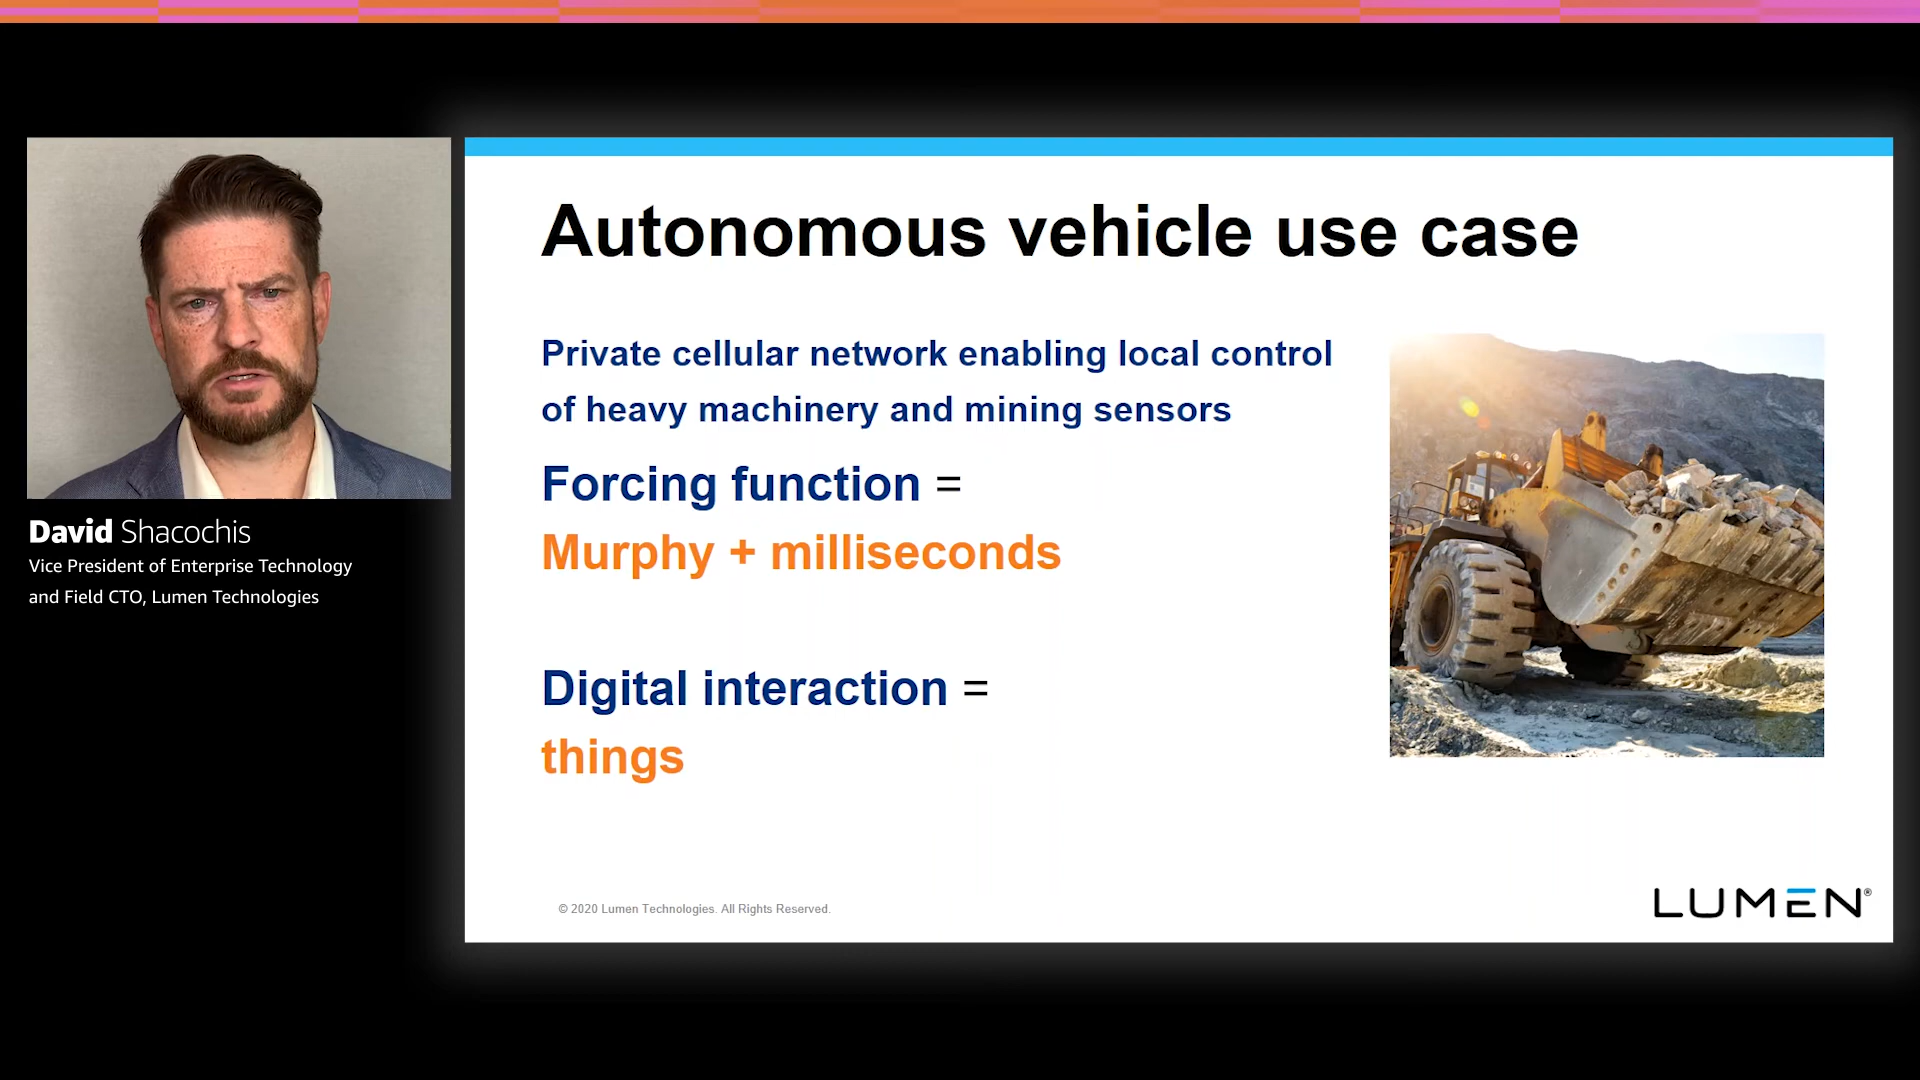 David Shacochis
Vice President of Enterprise Technology
and Field CTO, Lumen Technologies
Autonomous vehicle use case
Private cellular network enabling local control
of heavy machinery and mining sensors
Forcing function =
Murphy + milliseconds
Digital interaction =
things
© 2020 Lumen Technologies. All Rights Reserved.
LUMEN®